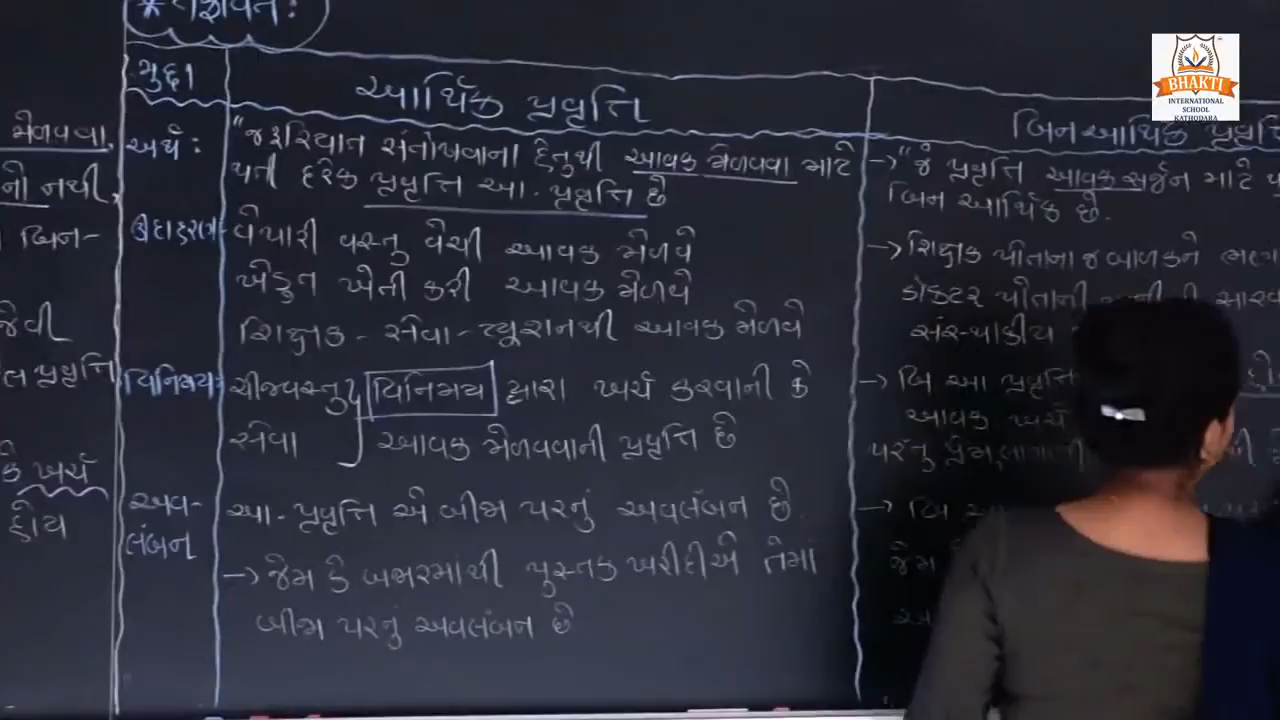 * તફાવત :
મુદ્દા
આર્થિક પ્રવૃત્તિ
બિન આર્થિક
અર્થ :
"જરૂરિયાત સંતોષવાના હેતુથી આવક મેળવવા માટે
થતી દરેક પ્રવૃત્તિ આ. પ્રવૃત્તિ છે
ઉદાહરણ-
વેપારી વસ્તુ વેચી આવક મેળવે
ખેડુત ખેતી કરી આવક મેળવે
શિક્ષક - સેવા - ટ્યુશનથી આવક મેળવે
વિનિમય:
ચીજવસ્તુ વિનિમય દ્વારા ખર્ચ કરવાની કે
સેવા આવક મેળવવાની પ્રવૃત્તિ છે
અવ-
લંબન
આ. પ્રવૃત્તિ એ બીજા પરનું અવલંબન છે.
→ જેમ કે બજારમાંથી પુસ્તક ખરીદીએ તેમાં
બીજા પરનું અવલંબન છે
→ "જે પ્રવૃત્તિ આવક સર્જન માટે
બિન આર્થિક છે.
→ શિક્ષક પોતાના જ બાળકને
ડોક્ટર પોતાની
સંસ્થાકીય
→ બિ આ પ્રવૃત્તિ
આવક ખર્ચ
પરંતુ પ્રેમ,
→ બિ
જેમ
મેળવવા
નો નથી,
બિન-
જેવી
પ્રવૃત્તિ
કે ખર્ચ
હોય
BHAKTI
INTERNATIONAL
SCHOOL
KATHODARA